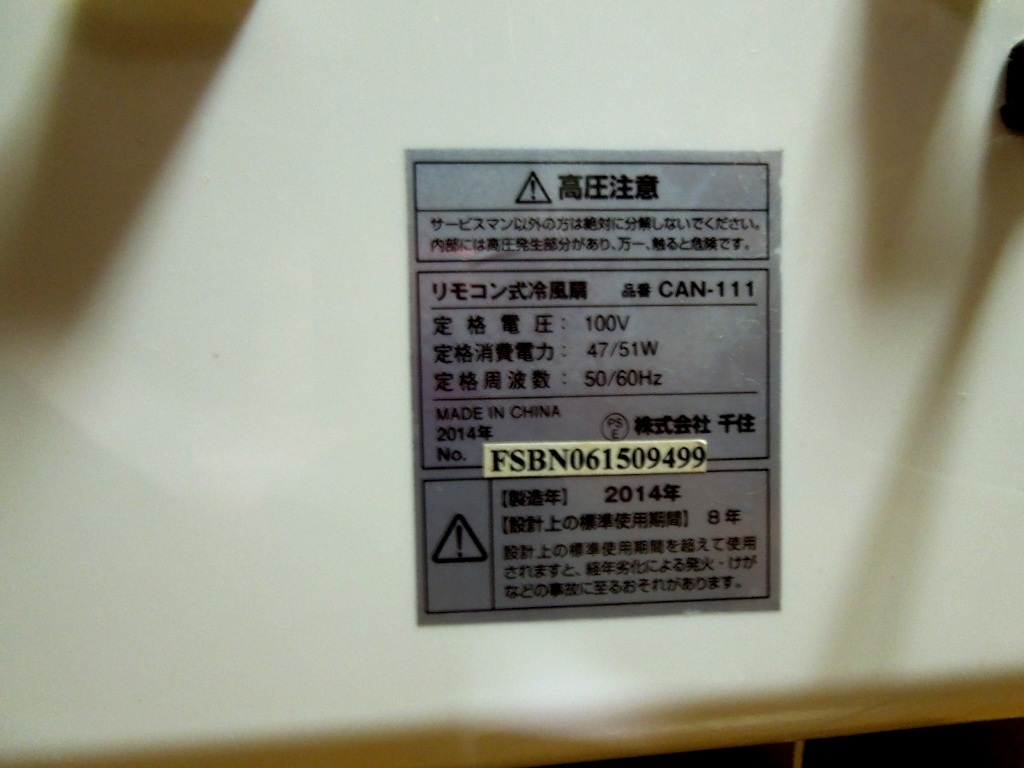 高圧注意
サービスマン以外の方は絶対に分解しないでください。
内部には高圧発生部分があり、万一、触ると危険です。
リモコン式冷風扇 品番 CAN-111
定格電圧： 100V
定格消費電力： 47/51W
定格周波数： 50/60Hz
MADE IN CHINA
2014年
PS
E
株式会社 千住
No. FSBN061509499
【製造年】 2014年
【設計上の標準使用期間】 8年
設計上の標準使用期間を超えて使用
されますと、経年劣化による発火・けが
などの事故に至るおそれがあります。